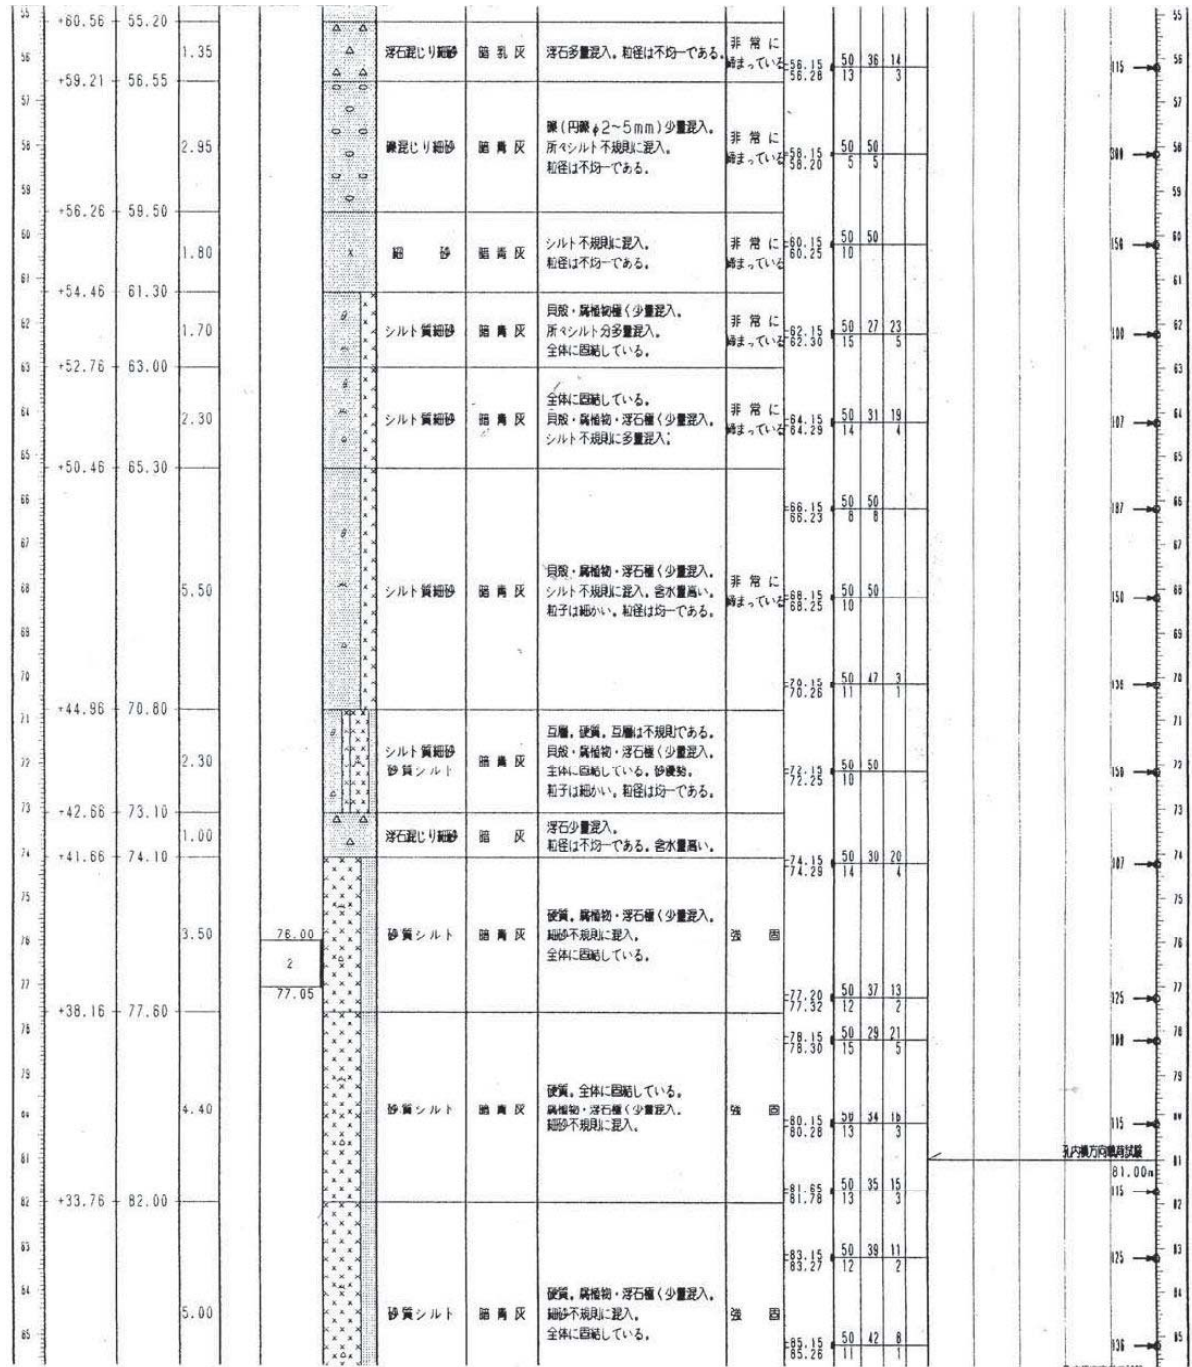 +60.56 55.20
1.35 浮石混じり細砂 暗乳灰 浮石多量混入。粒径は不均一である。 非常に締まっている 56.15 56.28 50 36 14 13 3 115
+59.21 56.55
2.95 礫混じり細砂 暗青灰 非常に締まっている 58.15 58.20 50 50 5 5 300
礫(円礫φ2~5mm)少量混入。
所々シルト不規則に混入。
粒径は不均一である。
+56.26 59.50
1.80 細砂 暗青灰 非常に締まっている 60.15 60.25 50 50 10 150
シルト不規則に混入。
粒径は不均一である。
+54.46 61.30
1.70 シルト質細砂 暗青灰 非常に締まっている 62.15 62.30 50 27 23 15 5 100
貝殻・腐植物極く少量混入。
所々シルト分多量混入。
全体に固結している。
+52.76 63.00
2.30 シルト質細砂 暗青灰 非常に締まっている 64.15 64.29 50 31 19 14 4 107
全体に固結している。
貝殻・腐植物・浮石極く少量混入。
シルト不規則に多量混入。
+50.46 65.30
66.15 66.23 50 50 8 8 187
5.50 シルト質細砂 暗青灰 非常に締まっている 68.15 68.25 50 50 10 150
貝殻・腐植物・浮石極く少量混入。
シルト不規則に混入。含水量高い。
粒子は細かい。粒径は均一である。
70.15 70.26 50 47 3 11 1 136
+44.96 70.80
2.30 シルト質細砂 砂質シルト 暗青灰 72.15 72.25 50 50 10 150
互層。硬質。互層は不規則である。
貝殻・腐植物・浮石極く少量混入。
全体に固結している。砂優勢。
粒子は細かい。粒径は均一である。
+42.66 73.10
1.00 浮石混じり細砂 暗灰
浮石少量混入。
粒径は不均一である。含水量高い。
+41.66 74.10
74.15 74.29 50 30 20 14 4 107
3.50 76.00 2 77.05 砂質シルト 暗青灰 強固
硬質。腐植物・浮石極く少量混入。
細砂不規則に混入。
全体に固結している。
77.20 77.32 50 37 13 12 2 125
+38.16 77.60
78.15 78.30 50 29 21 15 5 100
4.40 砂質シルト 暗青灰 強固 80.15 80.28 50 34 16 13 3 115
硬質。全体に固結している。
腐植物・浮石極く少量混入。
細砂不規則に混入。
孔内横方向載荷試験
81.00m
81.65 81.78 50 35 15 13 3 115
+33.76 82.00
83.15 83.27 50 39 11 12 2 125
5.00 砂質シルト 暗青灰 強固
硬質。腐植物・浮石極く少量混入。
細砂不規則に混入。
全体に固結している。
85.15 85.26 50 42 8 11 1 136